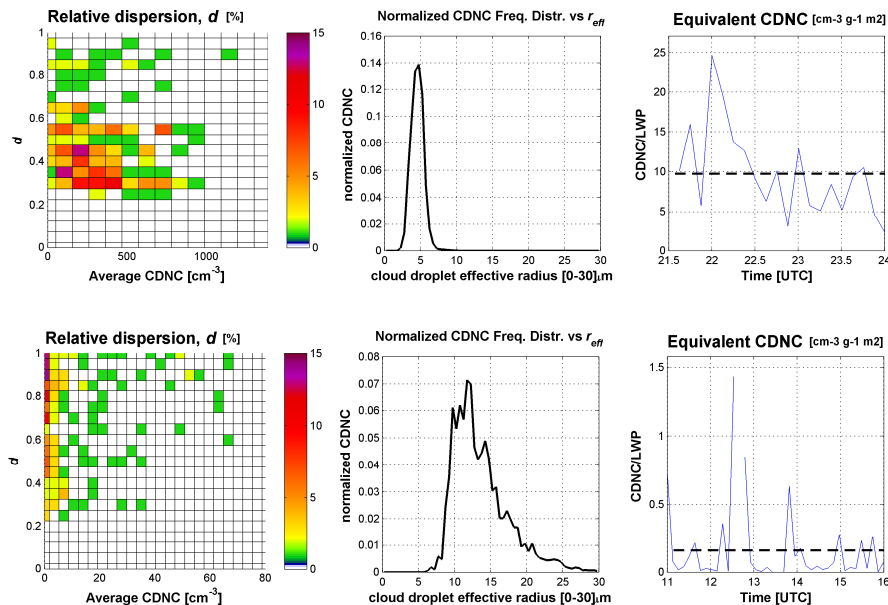 Relative dispersion, d [%]
1
0.8
0.6
0.4
0.2
0
d
0
500
1000
Average CDNC [cm-3]
15
10
5
0
Normalized CDNC Freq. Distr. vs reff
0.16
0.14
0.12
0.1
0.08
0.06
0.04
0.02
0
normalized CDNC
0 5 10 15 20 25 30
cloud droplet effective radius [0-30]μm
Equivalent CDNC [cm-3 g-1 m2]
25
20
15
10
5
0
CDNC/LWP
21.5 22 22.5 23 23.5 24
Time [UTC]
Relative dispersion, d [%]
1
0.8
0.6
0.4
0.2
0
d
0 20 40 60 80
Average CDNC [cm-3]
15
10
5
0
Normalized CDNC Freq. Distr. vs reff
0.08
0.07
0.06
0.05
0.04
0.03
0.02
0.01
0
normalized CDNC
0 5 10 15 20 25 30
cloud droplet effective radius [0-30]μm
Equivalent CDNC [cm-3 g-1 m2]
1.5
1
0.5
0
CDNC/LWP
11 12 13 14 15 16
Time [UTC]